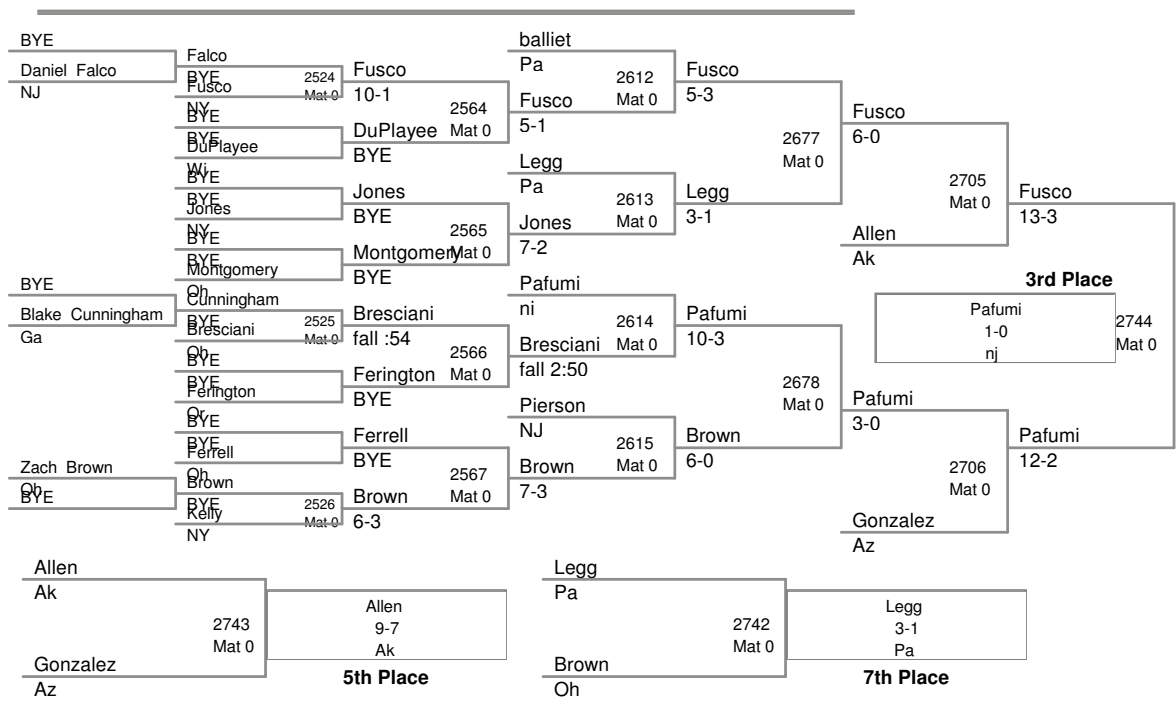 BYE
Daniel Falco
NJ
BYE
Blake Cunningham
Ga
Zach Brown
Oh
BYE
Falco
BYE
2524
Mat 0
Fusco
NY
BYE
BYE
DuPlayee
Wi
BYE
BYE
Jones
NY
BYE
BYE
Montgomery
Oh
Cunningham
BYE
2525
Mat 0
Bresciani
Oh
BYE
BYE
Ferington
Or
BYE
BYE
Ferrell
Oh
Brown
BYE
2526
Mat 0
Kelly
NY
Fusco
10-1
2564
Mat 0
DuPlayee
BYE
Jones
BYE
2565
Mat 0
Montgomery
BYE
Bresciani
fall :54
2566
Mat 0
Ferington
BYE
Ferrell
BYE
2567
Mat 0
Brown
6-3
balliet
Pa
2612
Mat 0
Fusco
5-1
Legg
Pa
2613
Mat 0
Jones
7-2
Pafumi
nj
2614
Mat 0
Bresciani
fall 2:50
Pierson
NJ
2615
Mat 0
Brown
7-3
Fusco
5-3
2677
Mat 0
Legg
3-1
Pafumi
10-3
2678
Mat 0
Brown
6-0
Fusco
6-0
2705
Mat 0
Allen
Ak
Pafumi
3-0
2706
Mat 0
Gonzalez
Az
Fusco
13-3
3rd Place
Pafumi
1-0
nj
2744
Mat 0
Pafumi
12-2
Allen
Ak
2743
Mat 0
Gonzalez
Az
Allen
9-7
Ak
5th Place
Legg
Pa
2742
Mat 0
Brown
Oh
Legg
3-1
Pa
7th Place